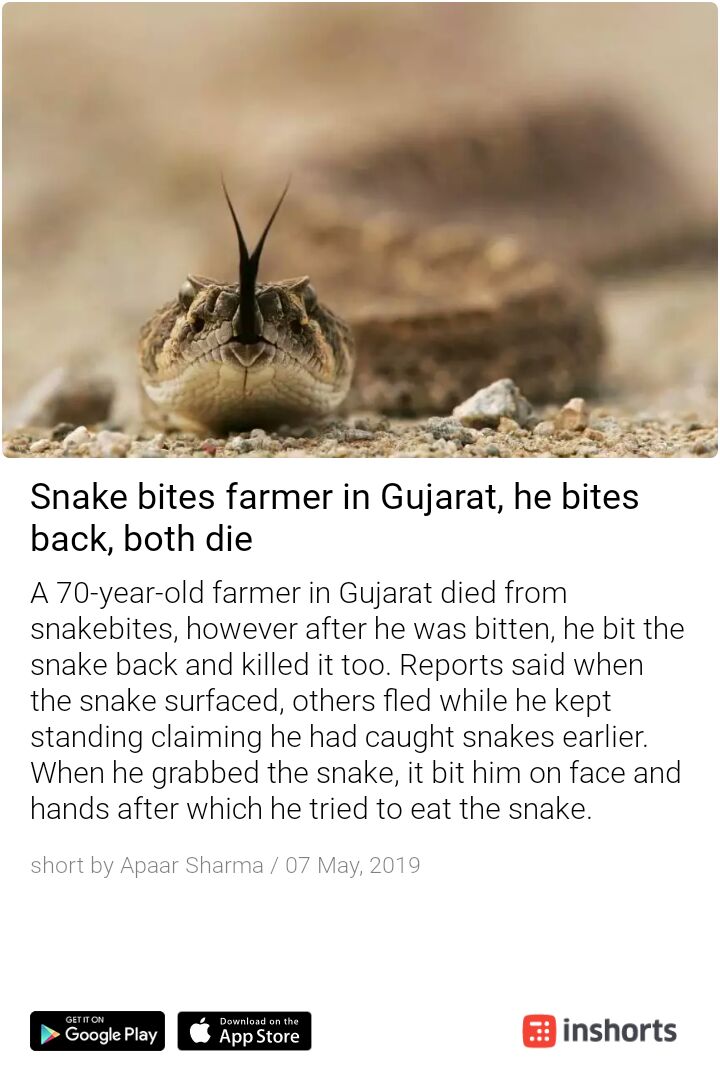 Snake bites farmer in Gujarat, he bites
back, both die
A 70-year-old farmer in Gujarat died from
snakebites, however after he was bitten, he bit the
snake back and killed it too. Reports said when
the snake surfaced, others fled while he kept
standing claiming he had caught snakes earlier.
When he grabbed the snake, it bit him on face and
hands after which he tried to eat the snake.
short by Apaar Sharma / 07 May, 2019
GET IT ON
Google Play
Download on the
App Store
inshorts